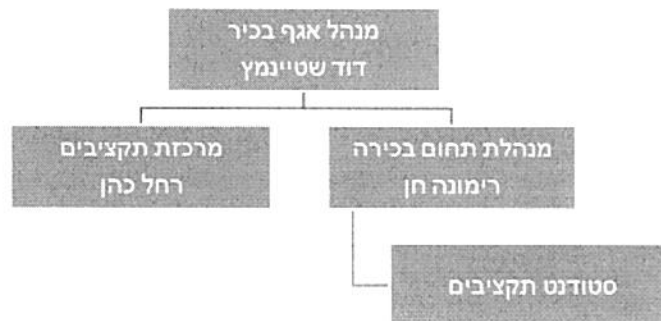 מנהל אגף בכיר
דוד שטיינמץ
מנהלת תחום בכירה
רימונה חן
מרכזת תקציבים
רחל כהן
סטודנט תקציבים